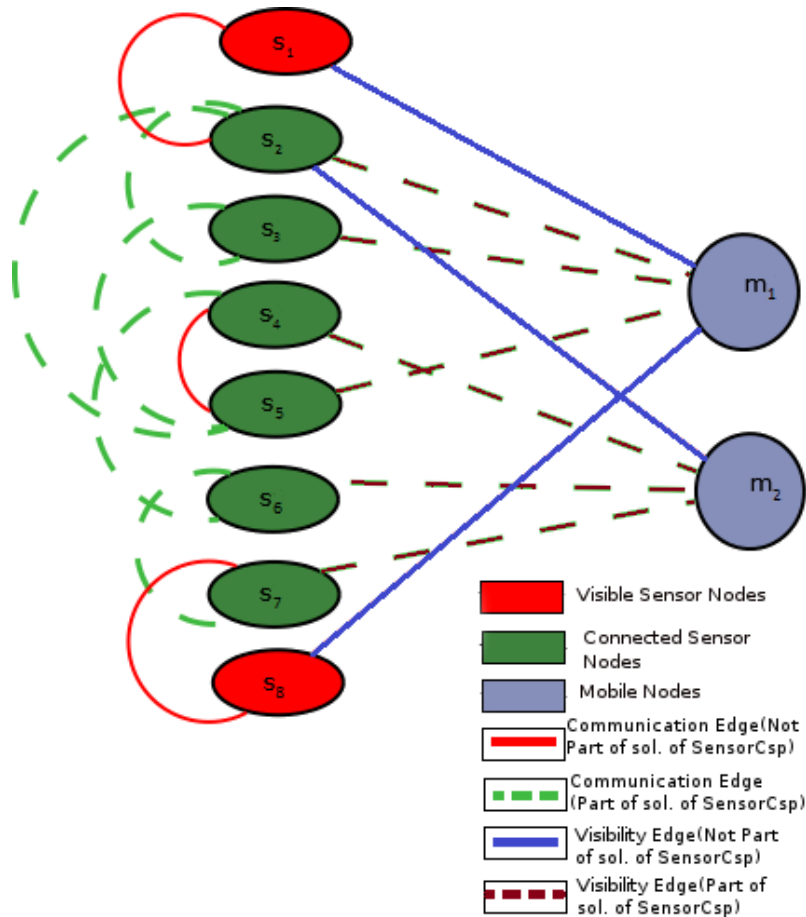 s1
s2
s3
s4
s5
s6
s7
s8
m1
m2
Visible Sensor Nodes
Connected Sensor
Nodes
Mobile Nodes
Communication Edge(Not
Part of sol. of SensorCsp)
Communication Edge
(Part of sol. of SensorCsp)
Visibility Edge(Not Part
of sol. of SensorCsp)
Visibility Edge(Part of
sol. of SensorCsp)